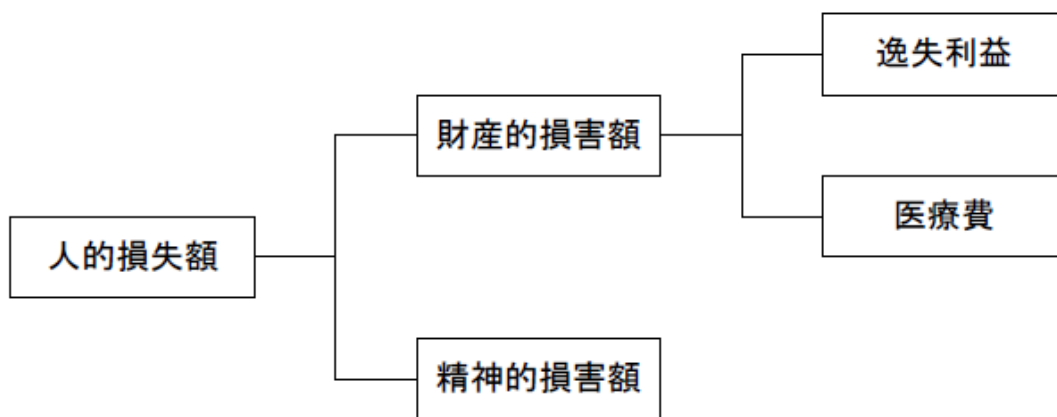 逸失利益
財産的損害額
医療費
人的損失額
精神的損害額